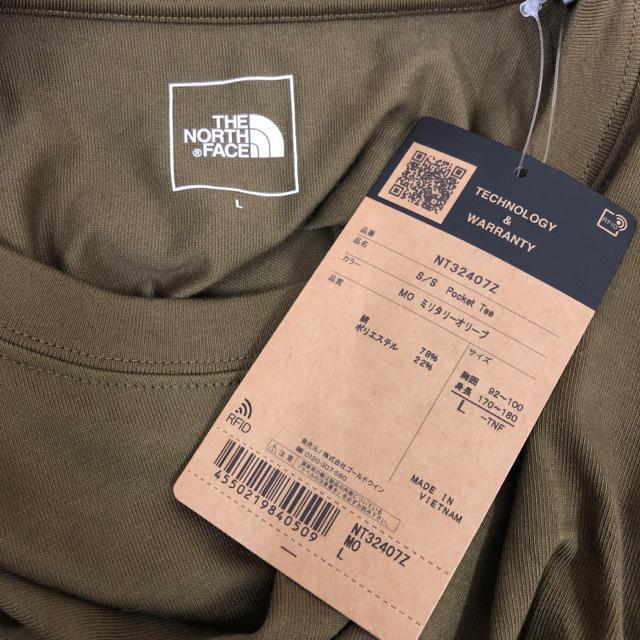 THE
NORTH
FACE
L
TECHNOLOGY
&
WARRANTY
RFID
品番 NT32407Z
品名 S/S Pocket Tee
カラー MO ミリタリーオリーブ
品質
綿 78%
ポリエステル 22%
サイズ
胸囲 92～100
身長 170～180
L -TNF
RFID
MADE IN
VIETNAM
発売元/株式会社ゴールドウイン
0120-307-560
4550219840509
NT32407Z
MO
L